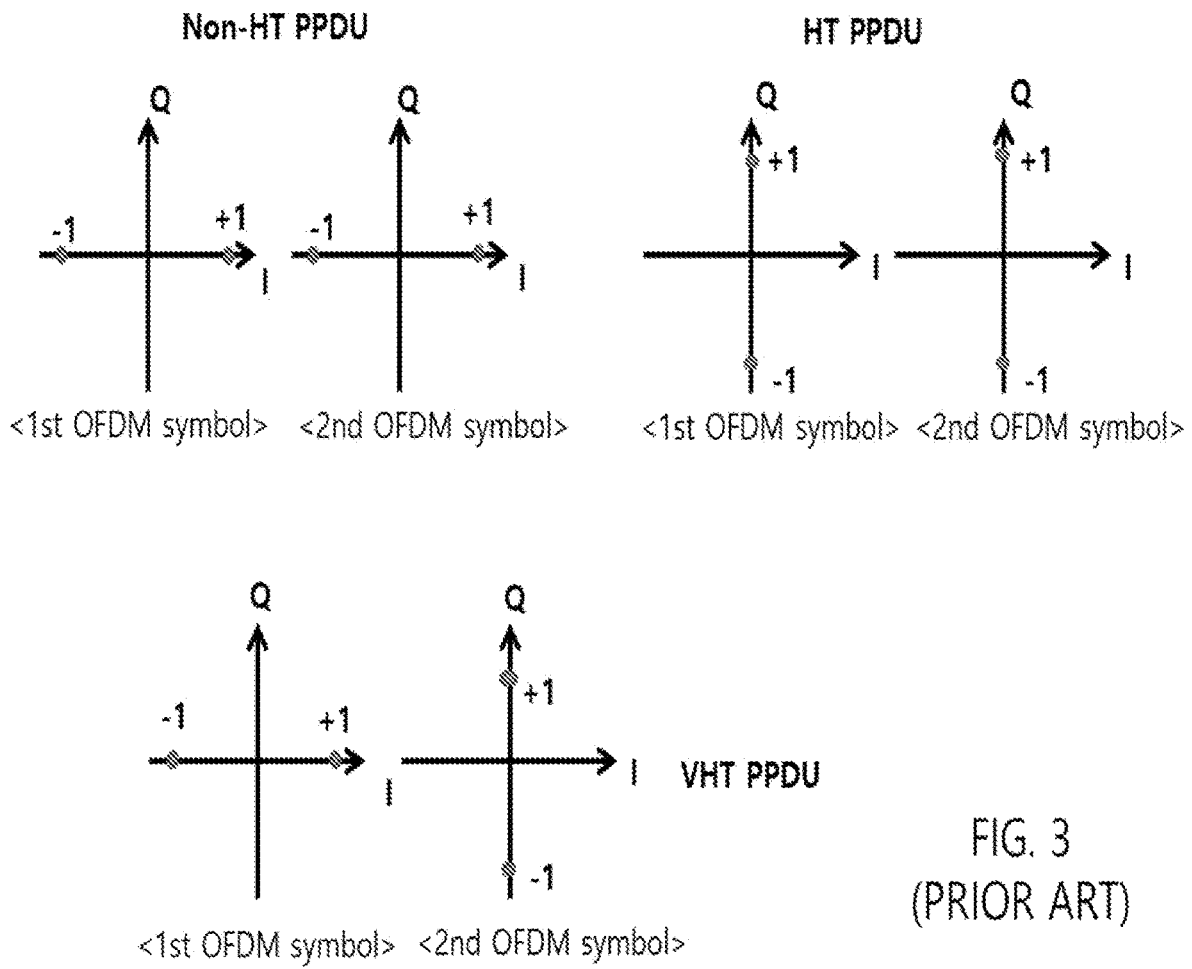 Non-HT PPDU
HT PPDU
Q
Q
Q
Q
+1
+1
-1
+1
-1
+1
I
I
I
I
-1
-1
<1st OFDM symbol>
<2nd OFDM symbol>
<1st OFDM symbol>
<2nd OFDM symbol>
Q
Q
+1
-1
+1
I
I
VHT PPDU
-1
<1st OFDM symbol>
<2nd OFDM symbol>
FIG. 3
(PRIOR ART)